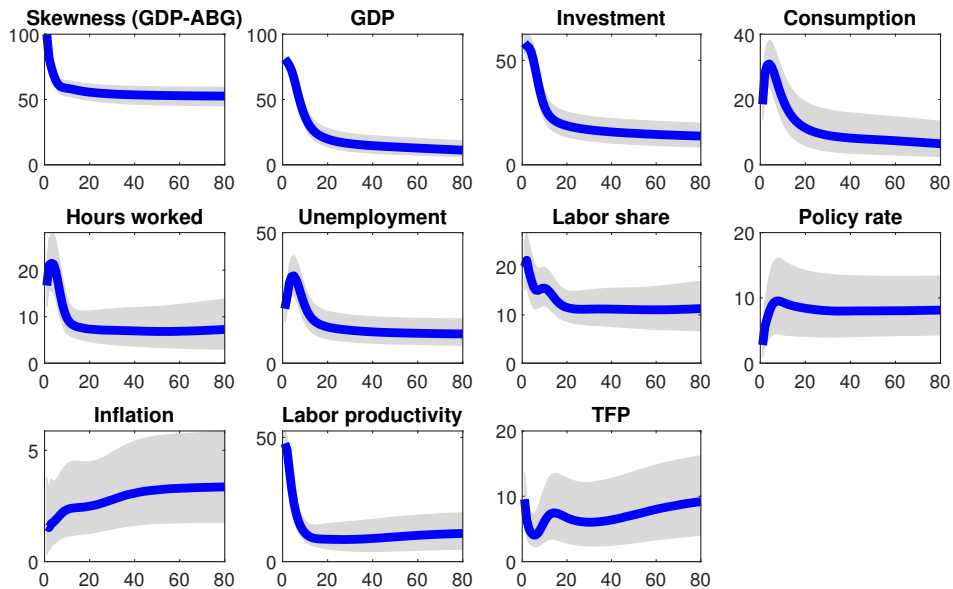 Skewness (GDP-ABG) GDP Investment Consumption
100 100 40
50 50 40 20
20
0 0 0 0
0 20 40 60 80 0 20 40 60 80 0 20 40 60 80 0 20 40 60 80
Hours worked Unemployment Labor share Policy rate
50 20
20 20
10 10 10
0 0 0 0
0 20 40 60 80 0 20 40 60 80 0 20 40 60 80 0 20 40 60 80
Inflation Labor productivity TFP
50 20
5
10
0 0 0
0 20 40 60 80 0 20 40 60 80 0 20 40 60 80